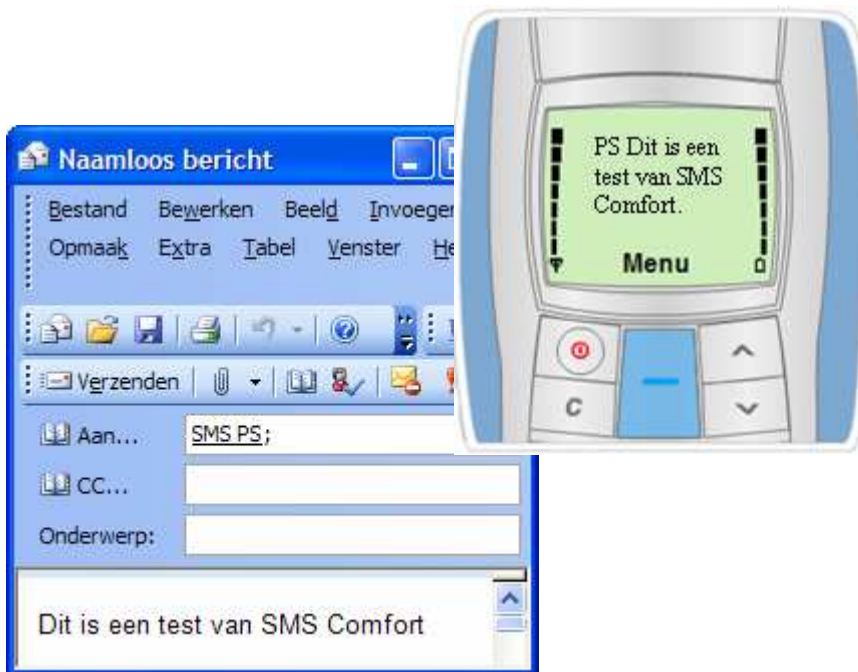 Naamloos bericht
Bestand Bewerken Beeld Invoegen
Opmaak Extra Tabel Venster
Verzenden
Aan... SMS PS;
CC...
Onderwerp:
Dit is een test van SMS Comfort
PS Dit is een
test van SMS
Comfort.
Menu
C